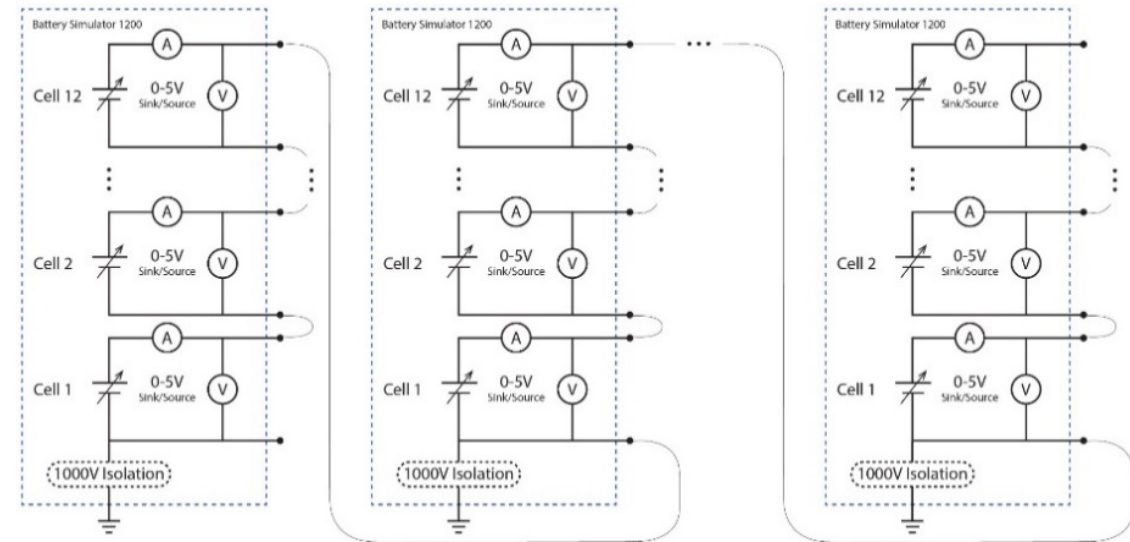 Battery Simulator 1200
A
Cell 12
0-5V
Sink/Source
V
A
Cell 2
0-5V
Sink/Source
V
A
Cell 1
0-5V
Sink/Source
V
1000V Isolation
Battery Simulator 1200
A
Cell 12
0-5V
Sink/Source
V
A
Cell 2
0-5V
Sink/Source
V
A
Cell 1
0-5V
Sink/Source
V
1000V Isolation
Battery Simulator 1200
A
Cell 12
0-5V
Sink/Source
V
A
Cell 2
0-5V
Sink/Source
V
A
Cell 1
0-5V
Sink/Source
V
1000V Isolation